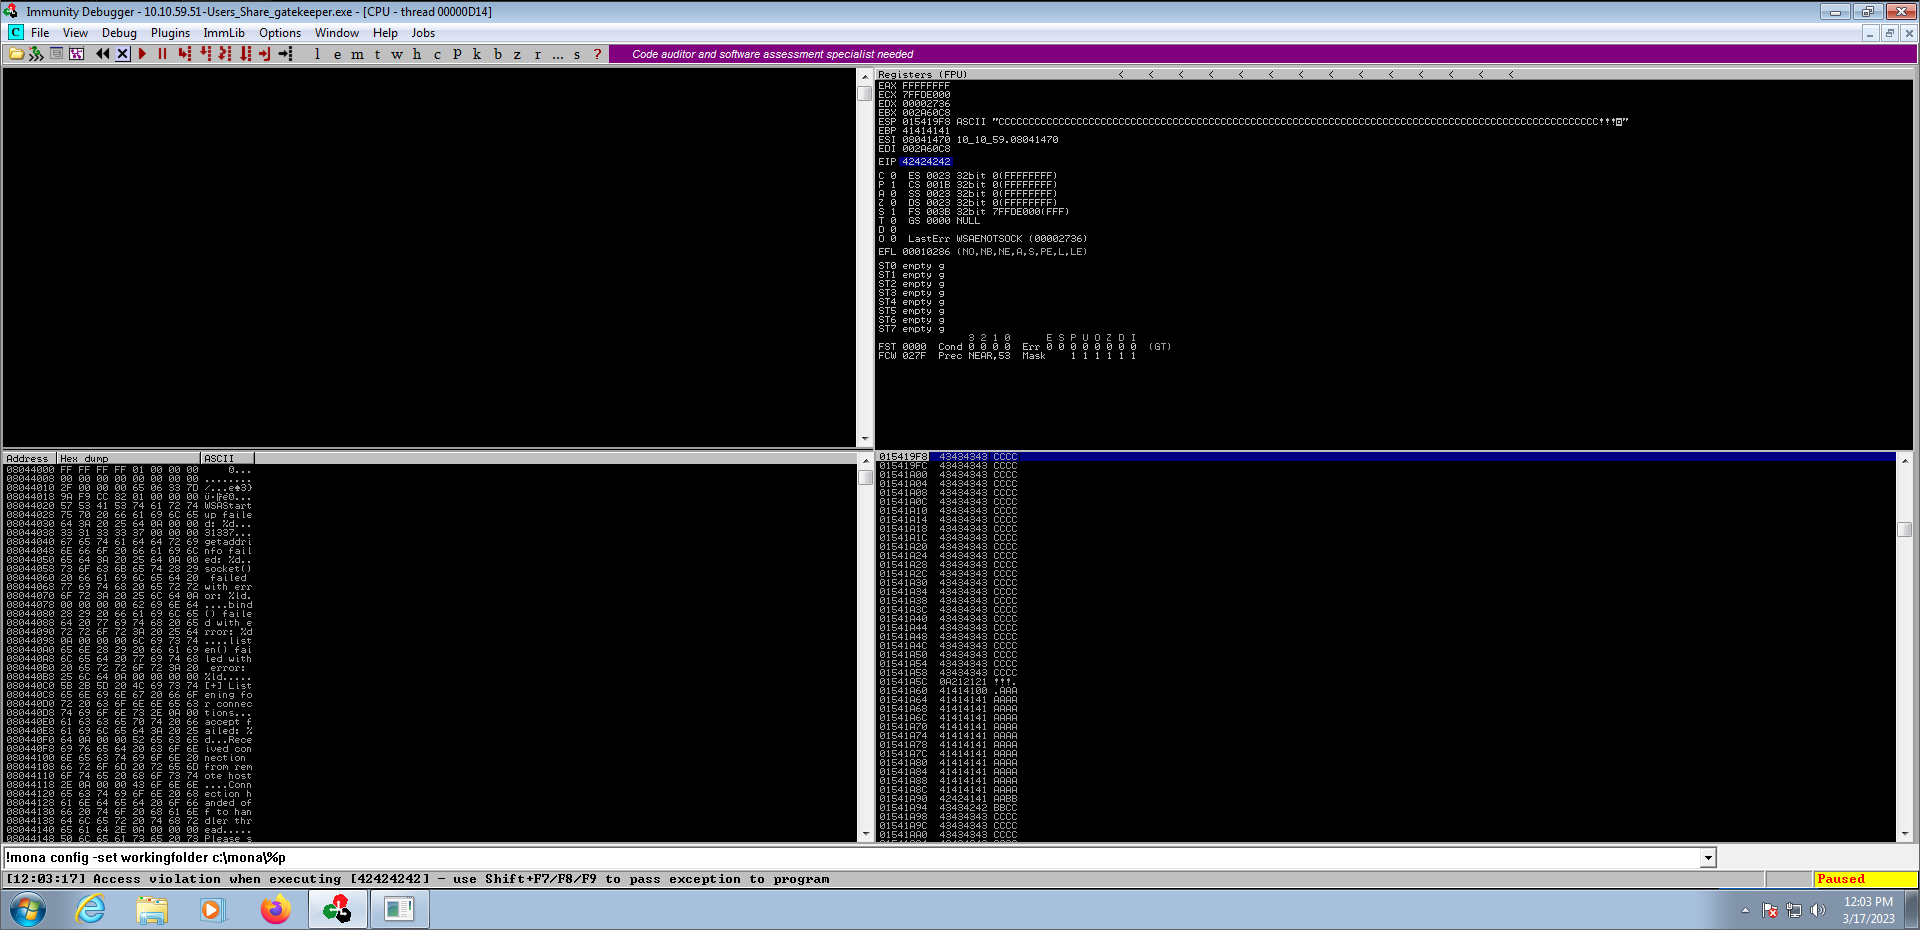 Immunity Debugger - 10.10.59.51-Users_Share_gatekeeper.exe - [CPU - thread 00000D14]
C File View Debug Plugins ImmLib Options Window Help Jobs
l e m t w h c P k b z r ... s ? Code auditor and software assessment specialist needed
Registers (FPU) < < < < < < < < < < < < < <
EAX FFFFFFFF
ECX 7FFDE000
EDX 00002736
EBX 002A60C8
EBP 41414141
ESI 08041470 10_10_59.08041470
EDI 002A60C8
EIP 42424242
C 0 ES 0023 32bit 0(FFFFFFFF)
P 1 CS 001B 32bit 0(FFFFFFFF)
A 0 SS 0023 32bit 0(FFFFFFFF)
Z 0 DS 0023 32bit 0(FFFFFFFF)
S 1 FS 003B 32bit 7FFDE000(FFF)
T 0 GS 0000 NULL
D 0
O 0 LastErr WSAENOTSOCK (00002736)
EFL 00010286 (NO,NB,NE,A,S,PE,L,LE)
ST0 empty g
ST1 empty g
ST2 empty g
ST3 empty g
ST4 empty g
ST5 empty g
ST6 empty g
ST7 empty g
3 2 1 0 E S P U O Z D I
FST 0000 Cond 0 0 0 0 Err 0 0 0 0 0 0 0 0 (GT)
FCW 027F Prec NEAR,53 Mask 1 1 1 1 1 1
Address Hex dump ASCII
08044000 FF FF FF FF 01 00 00 00
08044008 00 00 00 00 00 00 00 00 ........
08044010 2F 00 00 00 65 06 33 7D
08044018 9A F9 CC 82 01 00 00 00
08044020 57 53 41 53 74 61 72 74 WSAStart
08044028 75 70 20 66 61 69 6C 65 up faile
08044030 64 3A 20 25 64 0A 00 00 d: %d...
08044038 33 31 33 33 37 00 00 00 31337...
08044040 67 65 74 61 64 64 72 69 getaddri
08044048 6E 66 6F 20 66 61 69 6C nfo fail
08044050 65 64 3A 20 25 64 0A 00 ed: %d..
08044058 73 6F 63 6B 65 74 28 29 socket()
08044060 20 66 61 69 6C 65 64 20 failed
08044068 77 69 74 68 20 65 72 72 with err
08044070 6F 72 3A 20 25 6C 64 0A or: %ld.
08044078 00 00 00 00 62 69 6E 64 ....bind
08044080 28 29 20 66 61 69 6C 65 () faile
08044088 64 20 77 69 74 68 20 65 d with e
08044090 72 72 6F 72 3A 20 25 64 rror: %d
08044098 0A 00 00 00 6C 69 73 74 ....list
080440A0 65 6E 28 29 20 66 61 69 en() fai
080440A8 6C 65 64 20 77 69 74 68 led with
080440B0 20 65 72 72 6F 72 3A 20 error:
080440B8 25 6C 64 0A 00 00 00 00 %ld.....
080440C0 5B 2B 5D 20 4C 69 73 74 [+] List
080440C8 65 6E 69 6E 67 20 66 6F ening fo
080440D0 72 20 63 6F 6E 6E 65 63 r connec
080440D8 74 69 6F 6E 73 2E 0A 00 tions...
080440E0 61 63 63 65 70 74 20 66 accept f
080440E8 61 69 6C 65 64 3A 20 25 ailed: %
080440F0 64 0A 00 00 52 65 63 65 d...Rece
080440F8 69 76 65 64 20 63 6F 6E ived con
08044100 6E 65 63 74 69 6F 6E 20 nection
08044108 66 72 6F 6D 20 72 65 6D from rem
08044110 6F 74 65 20 68 6F 73 74 ote host
08044118 2E 0A 00 00 43 6F 6E 6E ....Conn
08044120 65 63 74 69 6F 6E 20 68 ection h
08044128 61 6E 64 65 64 20 6F 66 anded of
08044130 66 20 74 6F 20 68 61 6E f to han
08044138 64 6C 65 72 20 74 68 72 dler thr
08044140 65 61 64 2E 0A 00 00 00 ead.....
08044148 50 6C 65 61 73 65 20 73 Please s
015419F8 43434343 CCCC
015419FC 43434343 CCCC
01541A00 43434343 CCCC
01541A04 43434343 CCCC
01541A08 43434343 CCCC
01541A0C 43434343 CCCC
01541A10 43434343 CCCC
01541A14 43434343 CCCC
01541A18 43434343 CCCC
01541A1C 43434343 CCCC
01541A20 43434343 CCCC
01541A24 43434343 CCCC
01541A28 43434343 CCCC
01541A2C 43434343 CCCC
01541A30 43434343 CCCC
01541A34 43434343 CCCC
01541A38 43434343 CCCC
01541A3C 43434343 CCCC
01541A40 43434343 CCCC
01541A44 43434343 CCCC
01541A48 43434343 CCCC
01541A4C 43434343 CCCC
01541A50 43434343 CCCC
01541A54 43434343 CCCC
01541A58 43434343 CCCC
01541A5C 0A212121 !!!.
01541A60 41414100 .AAA
01541A64 41414141 AAAA
01541A68 41414141 AAAA
01541A6C 41414141 AAAA
01541A70 41414141 AAAA
01541A74 41414141 AAAA
01541A78 41414141 AAAA
01541A7C 41414141 AAAA
01541A80 41414141 AAAA
01541A84 41414141 AAAA
01541A88 41414141 AAAA
01541A8C 41414141 AAAA
01541A90 42424141 AABB
01541A94 43434242 BBCC
01541A98 43434343 CCCC
01541A9C 43434343 CCCC
01541AA0 43434343 CCCC
!mona config -set workingfolder c:\mona\%p
[12:03:17] Access violation when executing [42424242] - use Shift+F7/F8/F9 to pass exception to program
Paused
12:03 PM
3/17/2023